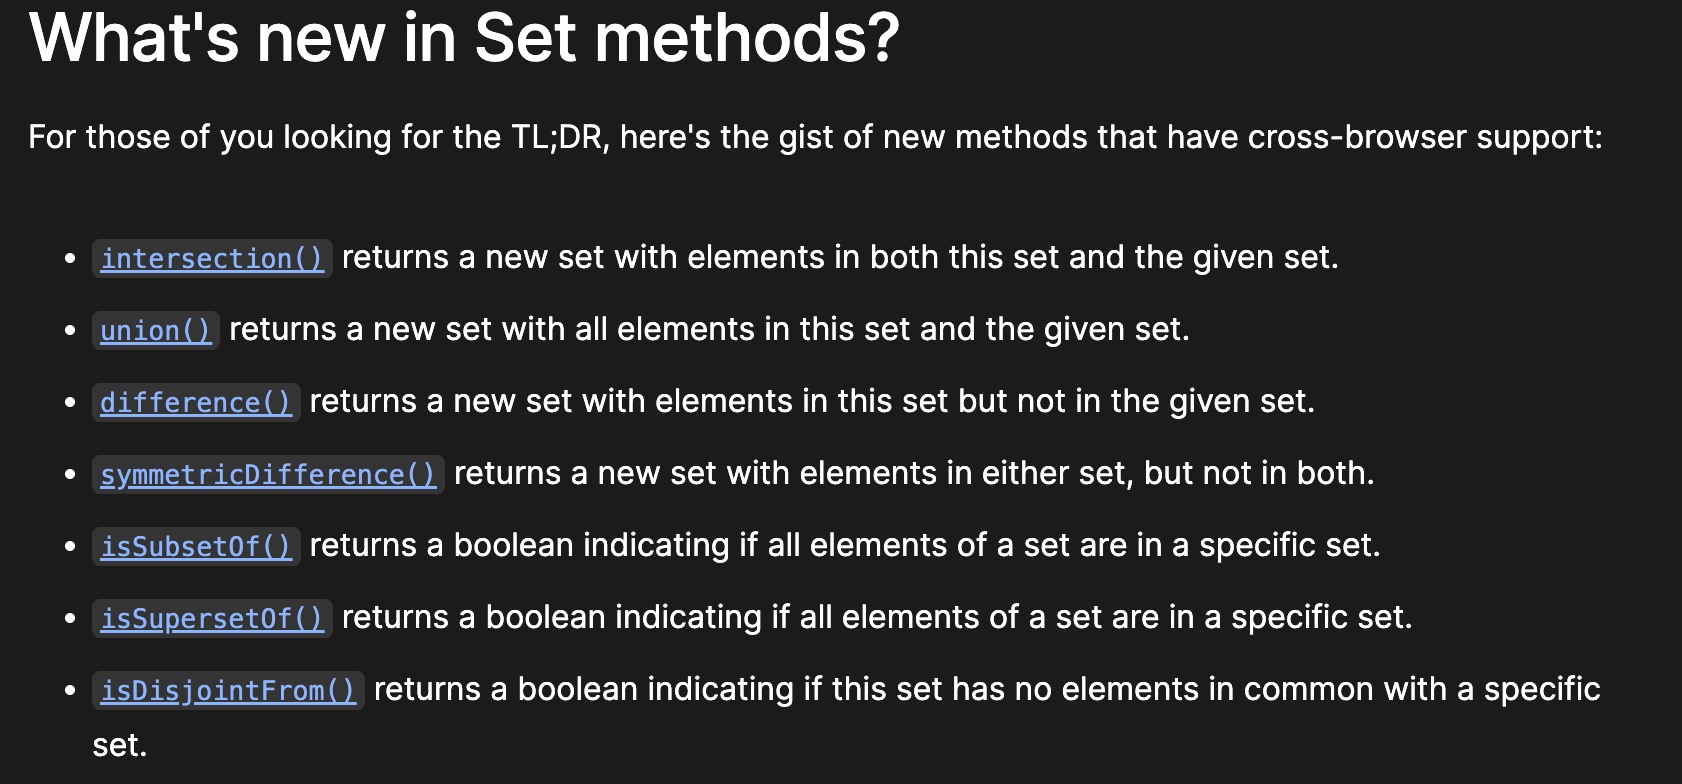 What's new in Set methods?
For those of you looking for the TL;DR, here's the gist of new methods that have cross-browser support:
• intersection() returns a new set with elements in both this set and the given set.
• union() returns a new set with all elements in this set and the given set.
• difference() returns a new set with elements in this set but not in the given set.
• symmetricDifference() returns a new set with elements in either set, but not in both.
• isSubsetOf() returns a boolean indicating if all elements of a set are in a specific set.
• isSupersetOf() returns a boolean indicating if all elements of a set are in a specific set.
• isDisjointFrom() returns a boolean indicating if this set has no elements in common with a specific
set.